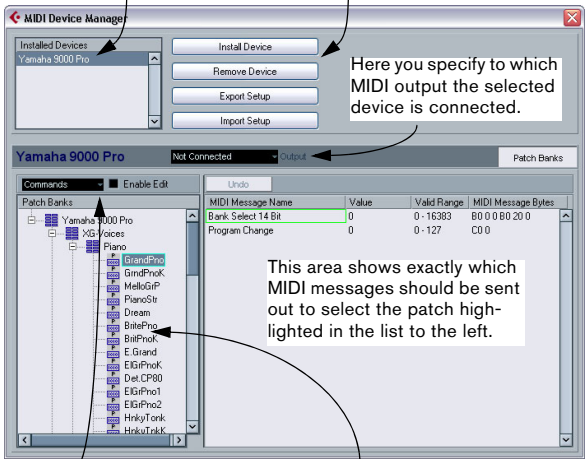 MIDI Device Manager
Installed Devices
Yamaha 9000 Pro
Install Device
Remove Device
Export Setup
Import Setup
Here you specify to which
MIDI output the selected
device is connected.
Yamaha 9000 Pro
Not Connected
Output
Patch Banks
Commands
Enable Edit
Undo
Patch Banks
MIDI Message Name Value Valid Range MIDI Message Bytes
Bank Select 14 Bit 0 0 - 16383 B0 0 0 B0 20 0
Program Change 0 0 - 127 C0 0
Yamaha 9000 Pro
XG-Voices
Piano
GrandPno
GrndPnoK
MelloGrP
PianoStr
Dream
BritePno
BritPnoK
E.Grand
ElGrPnoK
Det.CP80
ElGrPno1
ElGrPno2
HnkyTonk
HnkyTnkK
This area shows exactly which
MIDI messages should be sent
out to select the patch high-
lighted in the list to the left.